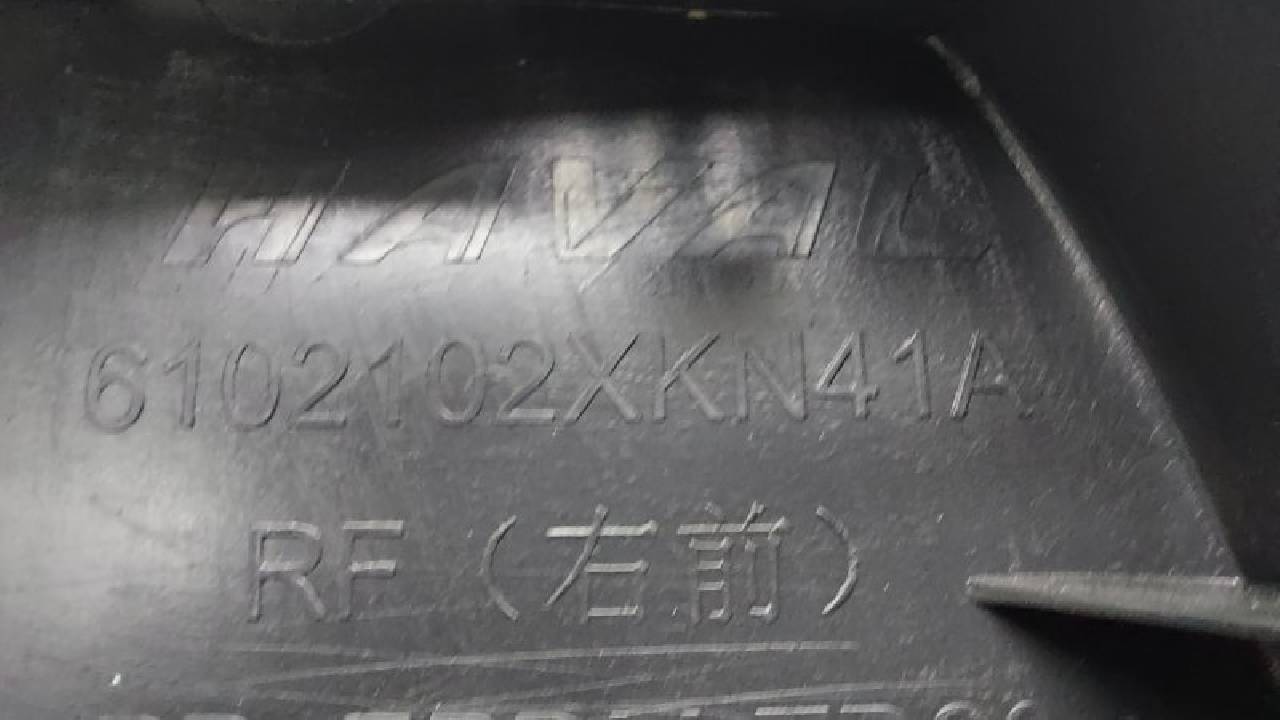 HAVAL
6102102XKN41A
RF（右前）